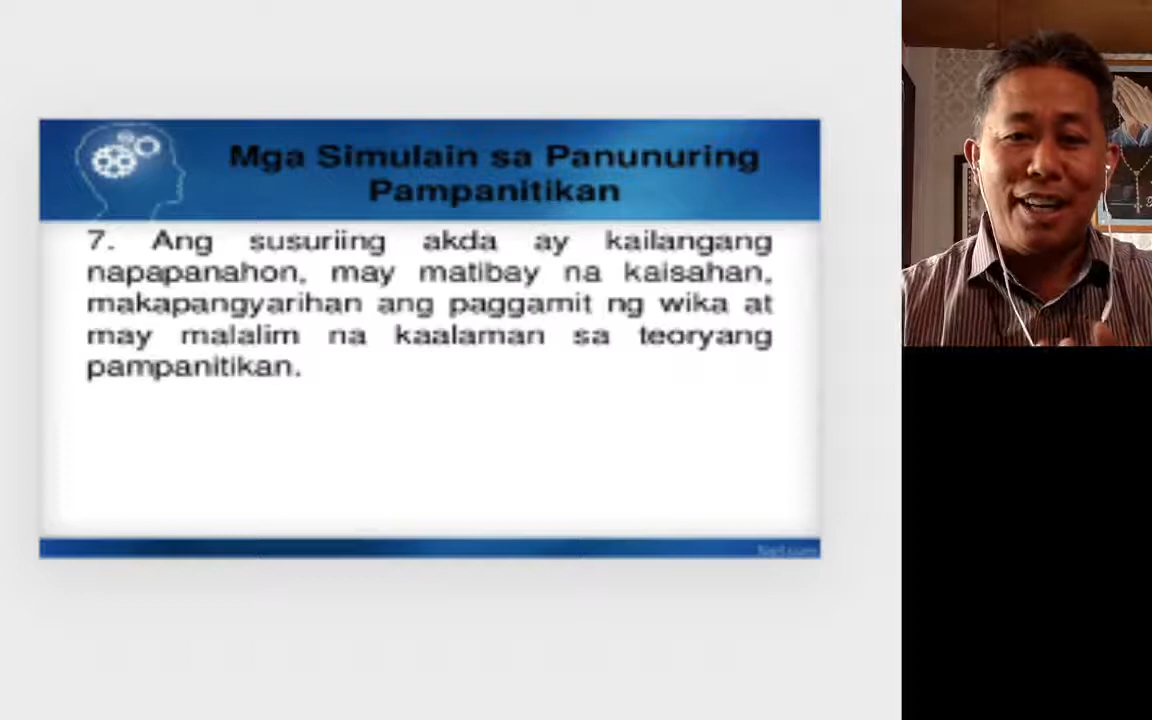 Mga Simulain sa Panunuring
Pampanitikan
7. Ang susuriing akda ay kailangang
napapanahon, may matibay na kaisahan,
makapangyarihan ang paggamit ng wika at
may malalim na kaalaman sa teoryang
pampanitikan.